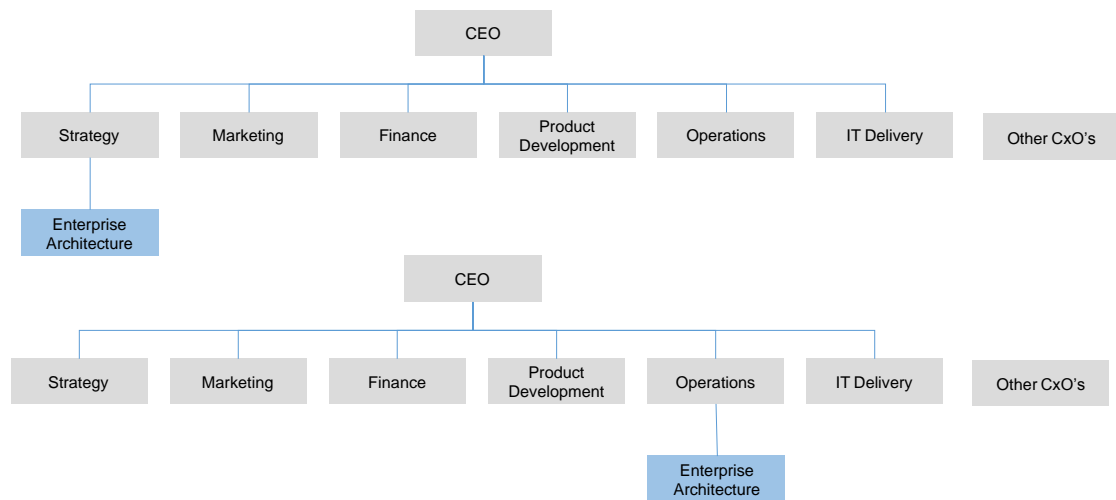 CEO
Strategy
Marketing
Finance
Product
Development
Operations
IT Delivery
Other CxO's
Enterprise
Architecture
CEO
Strategy
Marketing
Finance
Product
Development
Operations
IT Delivery
Other CxO's
Enterprise
Architecture